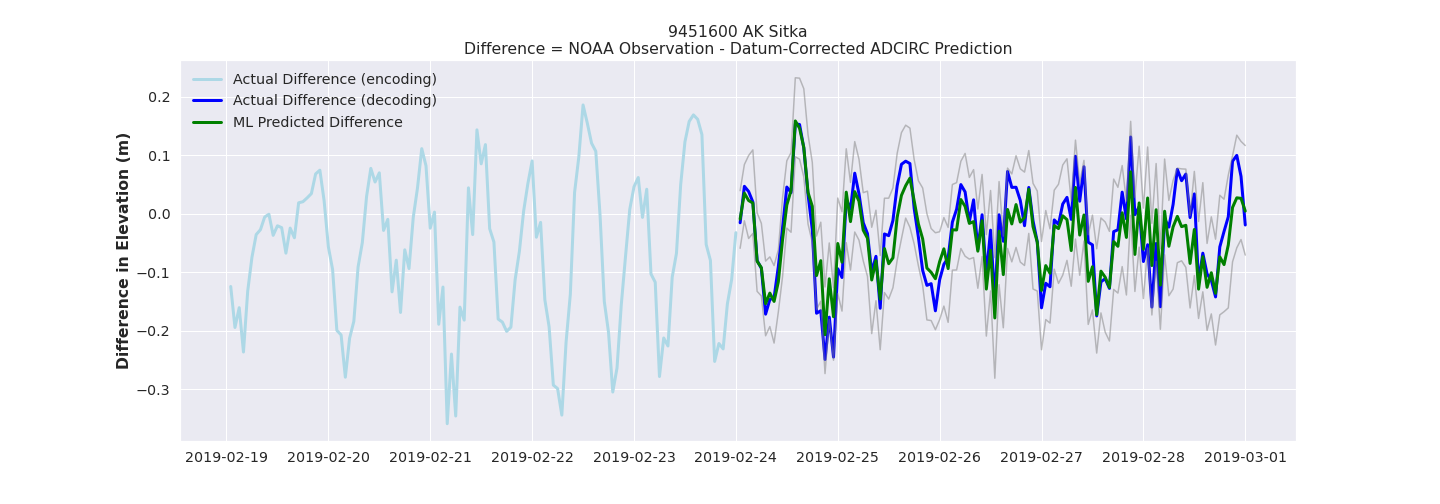 9451600 AK Sitka
Difference = NOAA Observation - Datum-Corrected ADCIRC Prediction
Actual Difference (encoding)
Actual Difference (decoding)
ML Predicted Difference
Difference in Elevation (m)
0.2
0.1
0.0
−0.1
−0.2
−0.3
2019-02-19 2019-02-20 2019-02-21 2019-02-22 2019-02-23 2019-02-24 2019-02-25 2019-02-26 2019-02-27 2019-02-28 2019-03-01